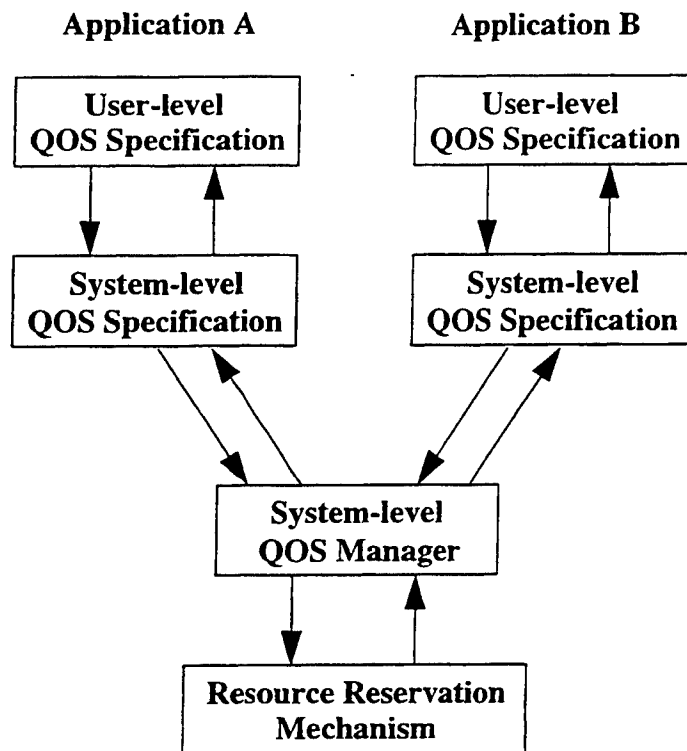 Application A
Application B
User-level
QOS Specification
User-level
QOS Specification
System-level
QOS Specification
System-level
QOS Specification
System-level
QOS Manager
Resource Reservation
Mechanism